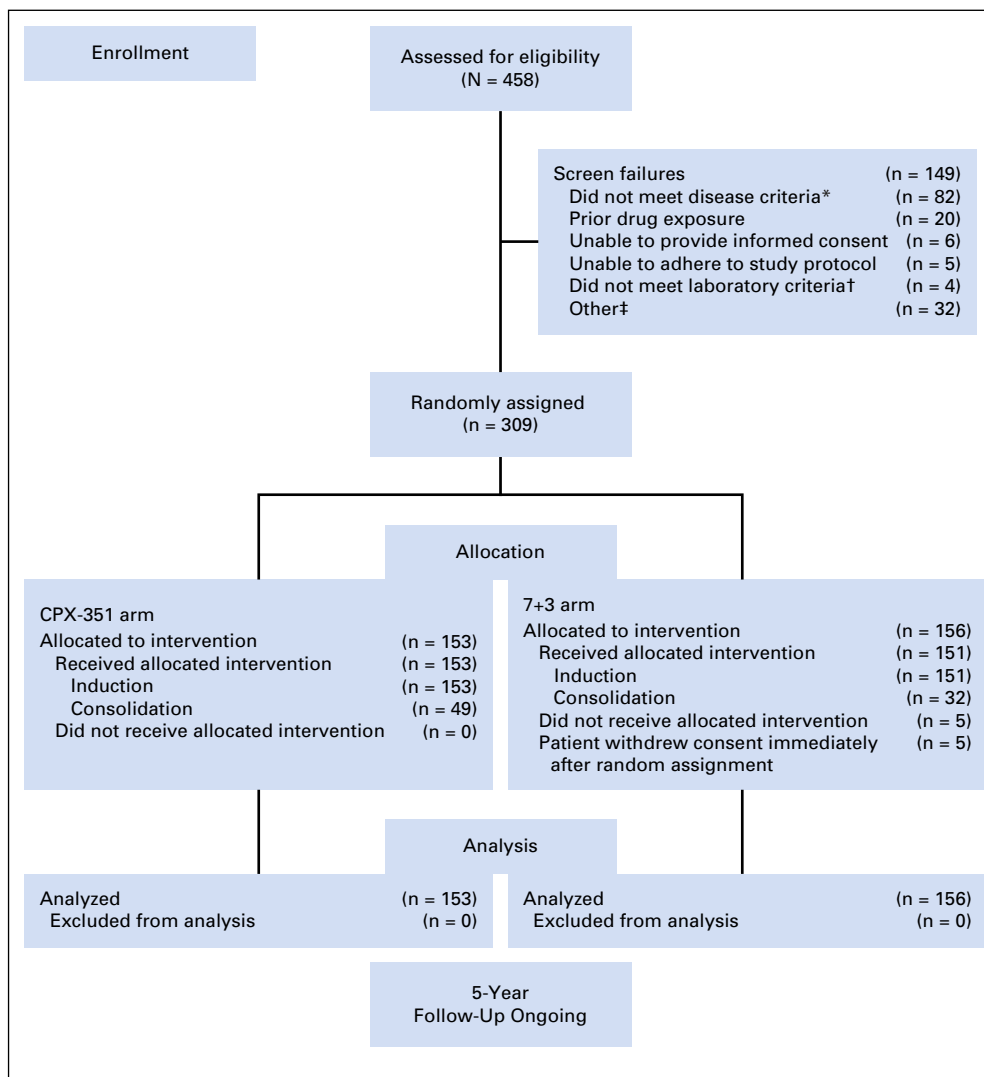 Enrollment
Assessed for eligibility
(N = 458)
Screen failures (n = 149)
Did not meet disease criteria* (n = 82)
Prior drug exposure (n = 20)
Unable to provide informed consent (n = 6)
Unable to adhere to study protocol (n = 5)
Did not meet laboratory criteria† (n = 4)
Other‡ (n = 32)
Randomly assigned
(n = 309)
Allocation
CPX-351 arm
Allocated to intervention (n = 153)
Received allocated intervention (n = 153)
Induction (n = 153)
Consolidation (n = 49)
Did not receive allocated intervention (n = 0)
7+3 arm
Allocated to intervention (n = 156)
Received allocated intervention (n = 151)
Induction (n = 151)
Consolidation (n = 32)
Did not receive allocated intervention (n = 5)
Patient withdrew consent immediately (n = 5)
after random assignment
Analysis
Analyzed (n = 153)
Excluded from analysis (n = 0)
Analyzed (n = 156)
Excluded from analysis (n = 0)
5-Year
Follow-Up Ongoing